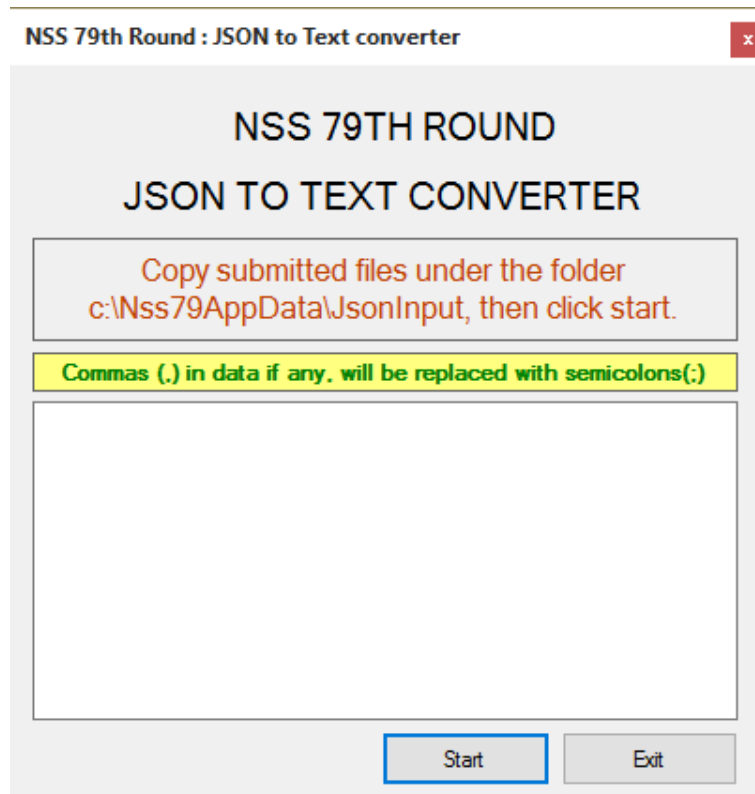 NSS 79th Round : JSON to Text converter
x
NSS 79TH ROUND
JSON TO TEXT CONVERTER
Copy submitted files under the folder
c:\Nss79AppData\JsonInput, then click start.
Commas (,) in data if any, will be replaced with semicolons(;)
Start Exit